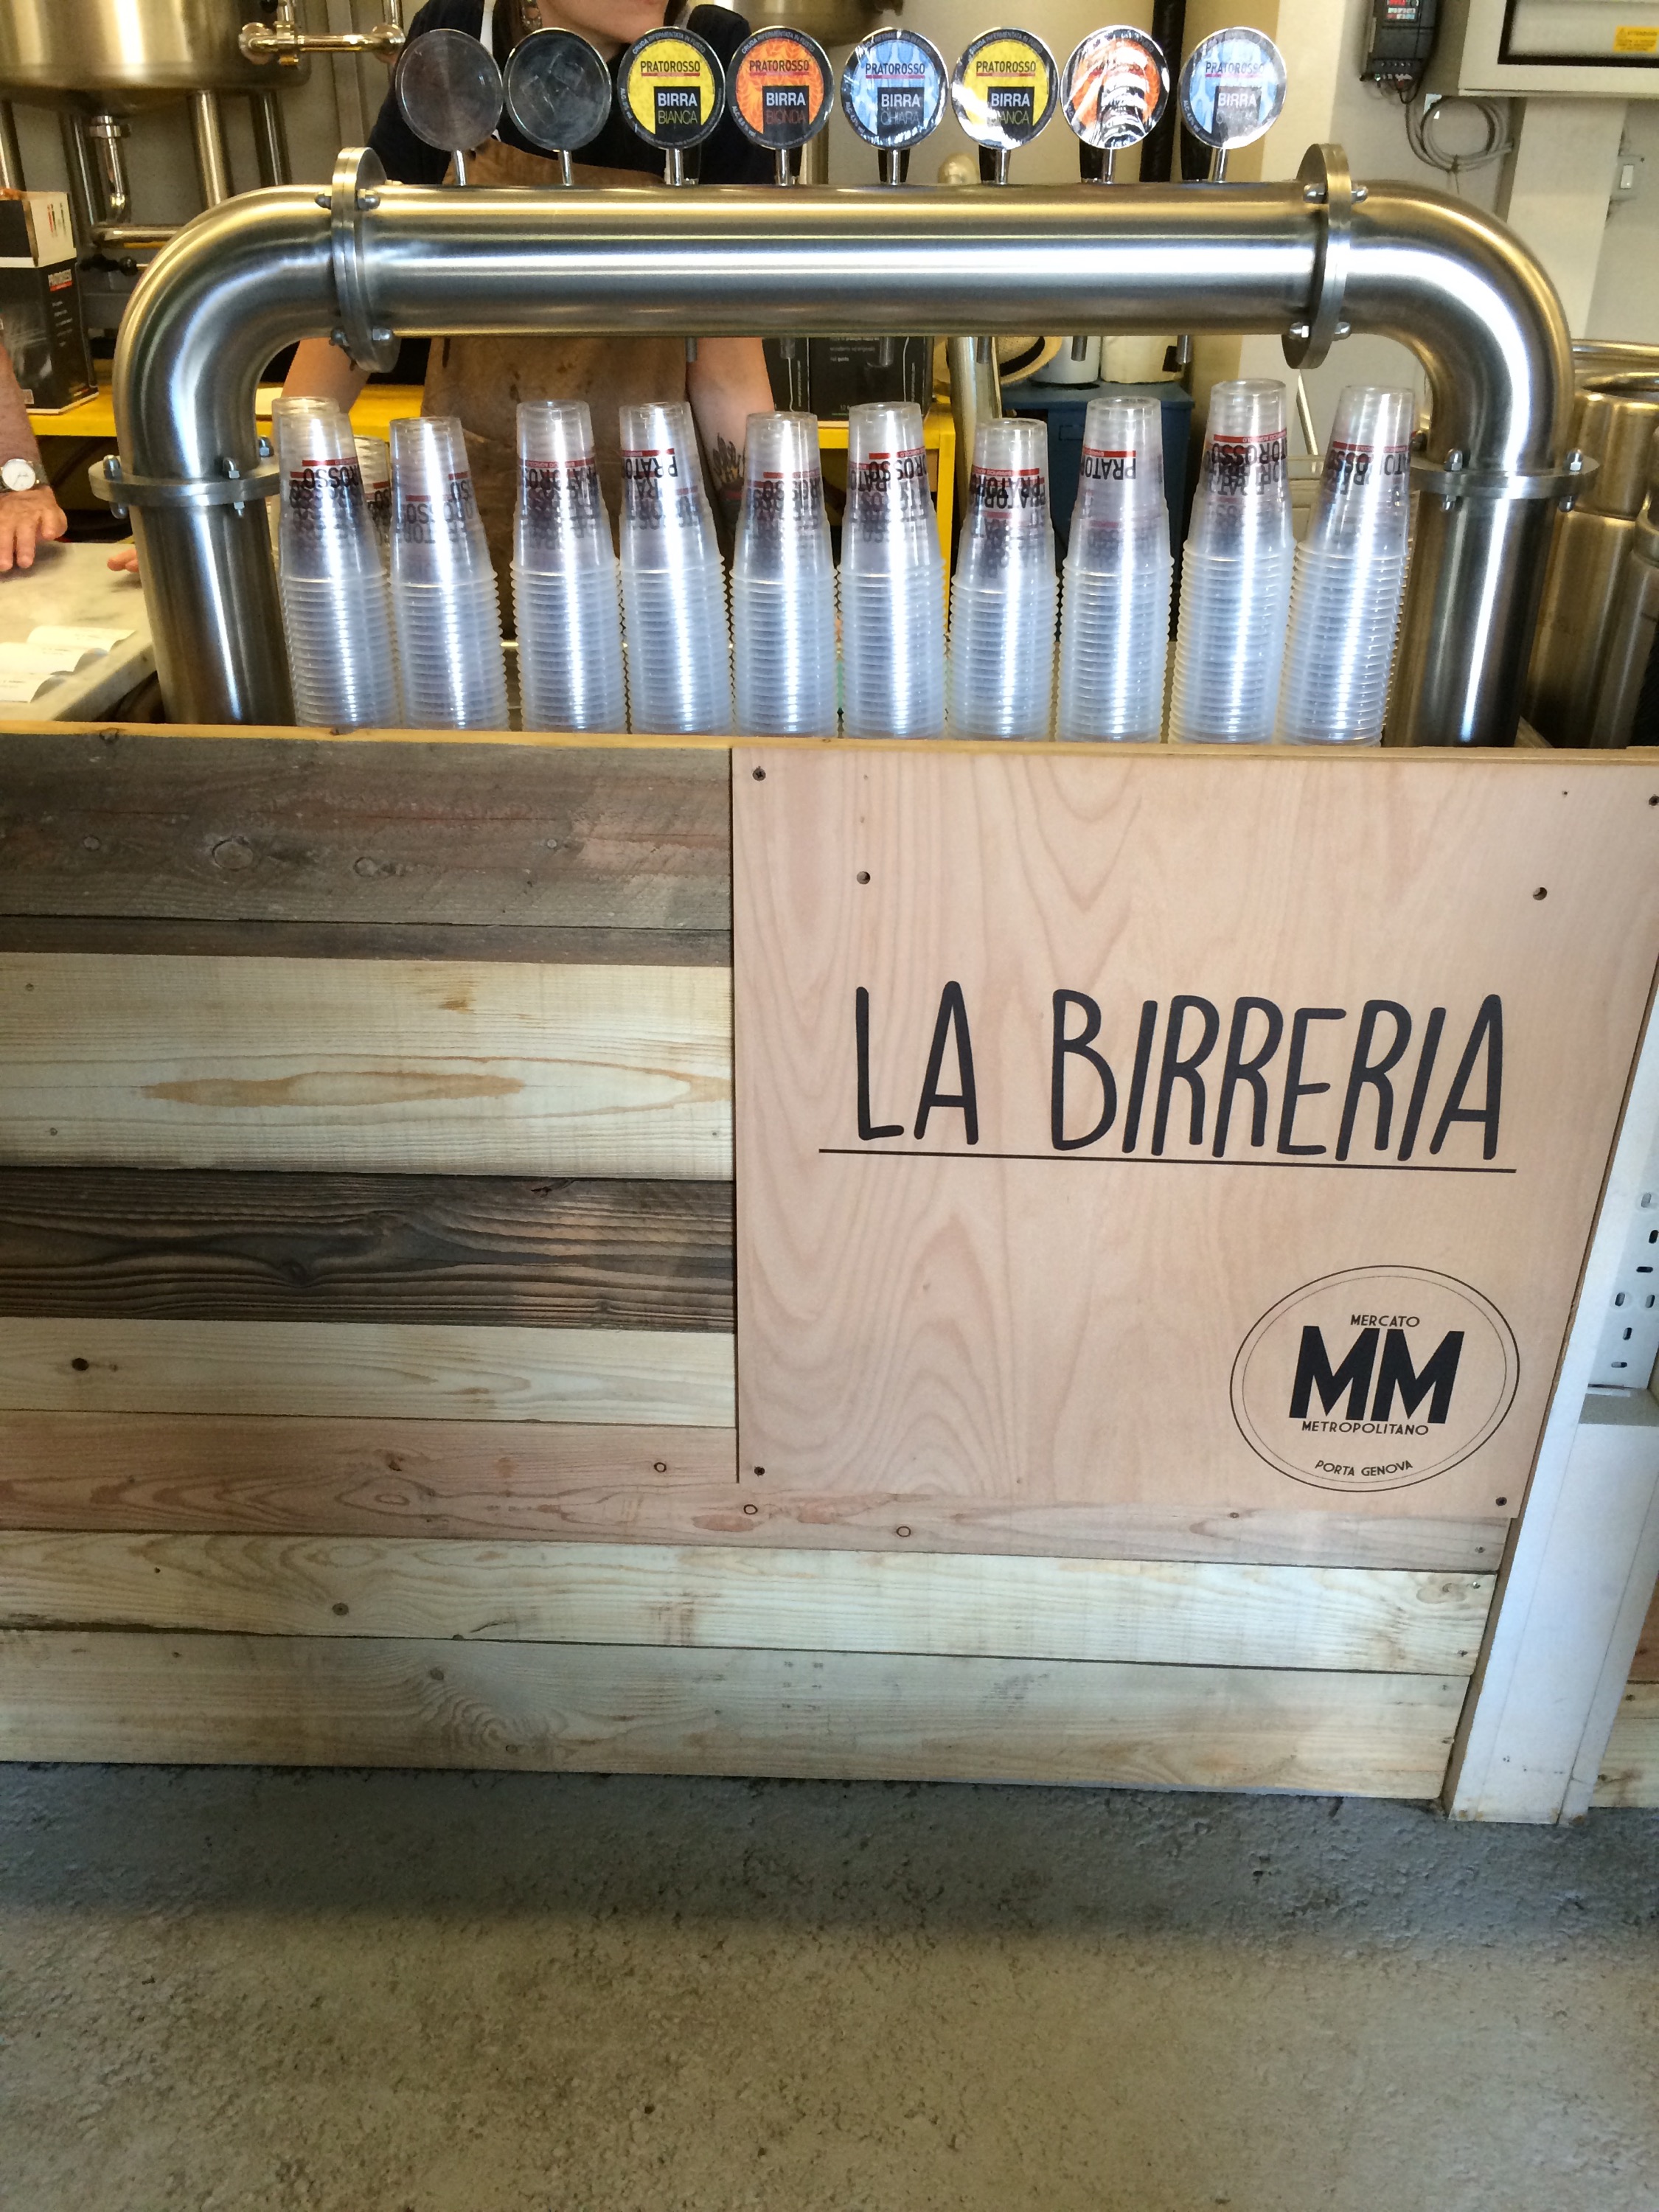 PRATOROSSO
BIRRA
BIANCA
PRATOROSSO
BIRRA
BIONDA
PRATOROSSO
BIRRA
CHIARA
PRATOROSSO
BIRRA
BIANCA
PRATOROSSO
BIRRA
CHIARA
PRATOROSSO
LA BIRRERIA
MERCATO
MM
METROPOLITANO
PORTA GENOVA